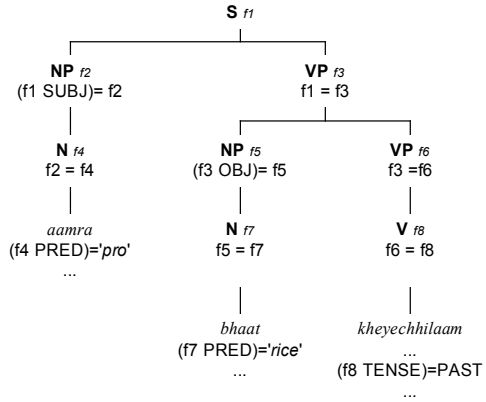 S f1
NP f2 VP f3
(f1 SUBJ)= f2 f1 = f3
N f4 NP f5 VP f6
f2 = f4 (f3 OBJ)= f5 f3 =f6
aamra N f7 V f8
(f4 PRED)='pro' f5 = f7 f6 = f8
...
bhaat kheyechhilaam
(f7 PRED)='rice' ...
... (f8 TENSE)=PAST
...